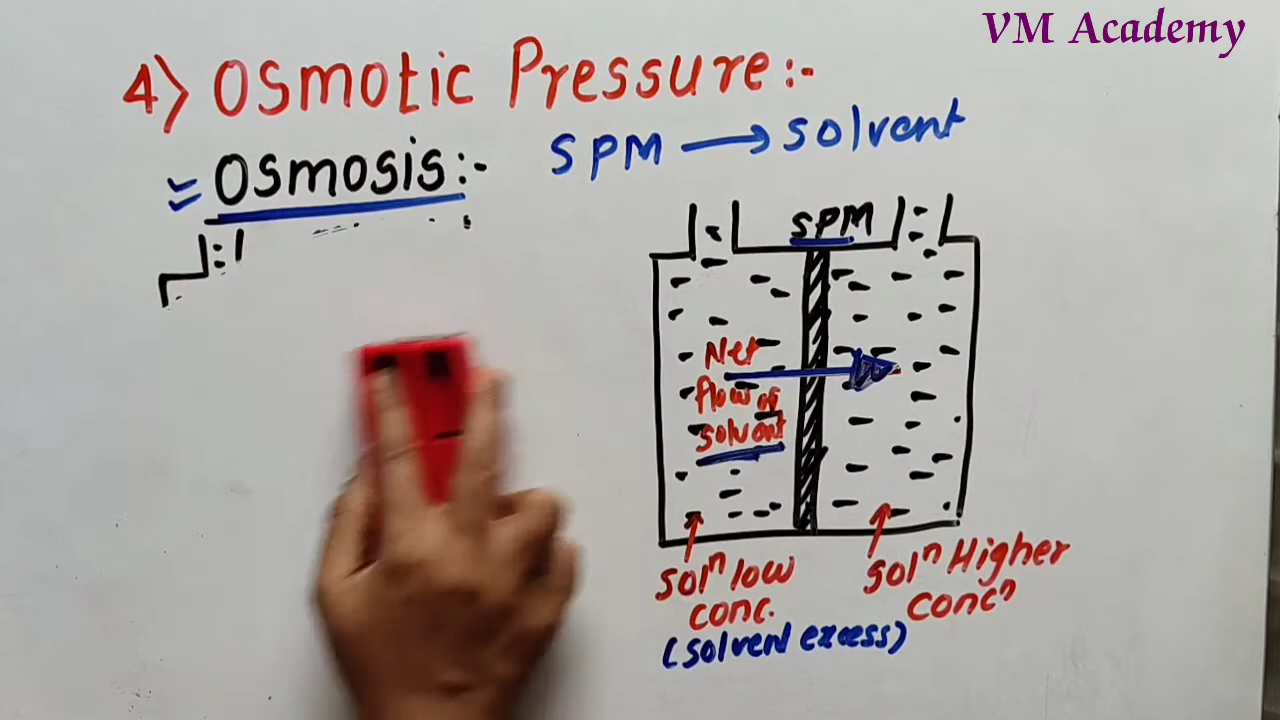 VM Academy
4) Osmotic Pressure:-
= Osmosis:-
SPM → solvent
SPM
Net
flow of
solvent
solⁿ low
conc.
(solvent excess)
solⁿ Higher
concⁿ